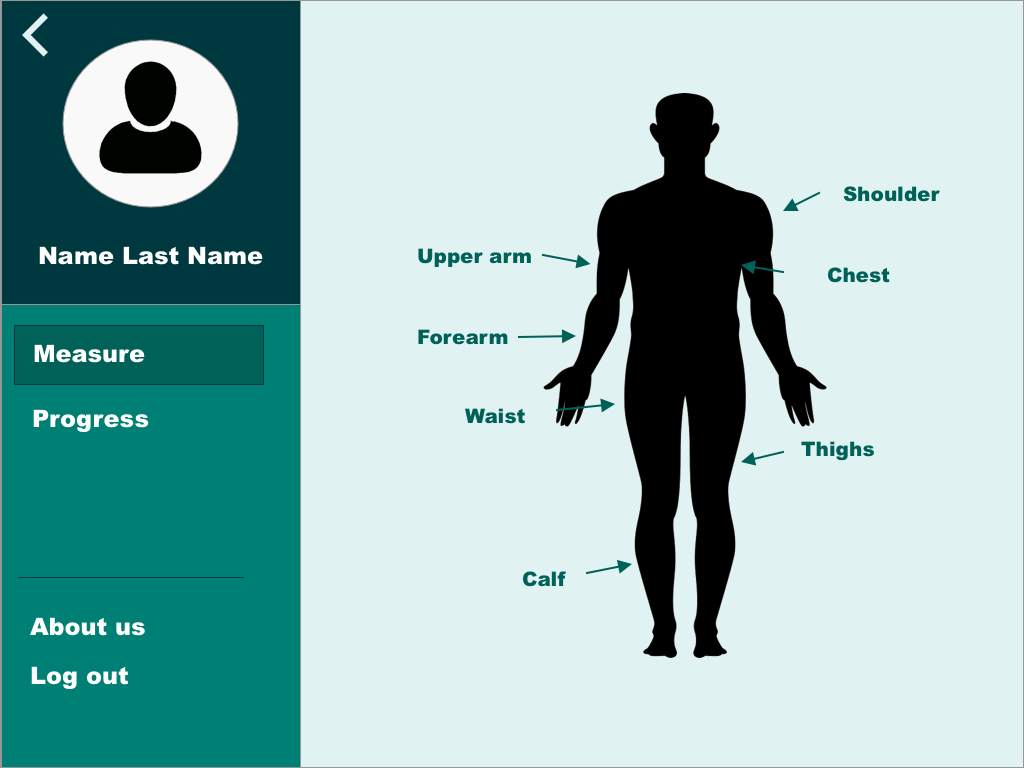 Name Last Name
Measure
Progress
About us
Log out
Shoulder
Upper arm
Chest
Forearm
Waist
Thighs
Calf